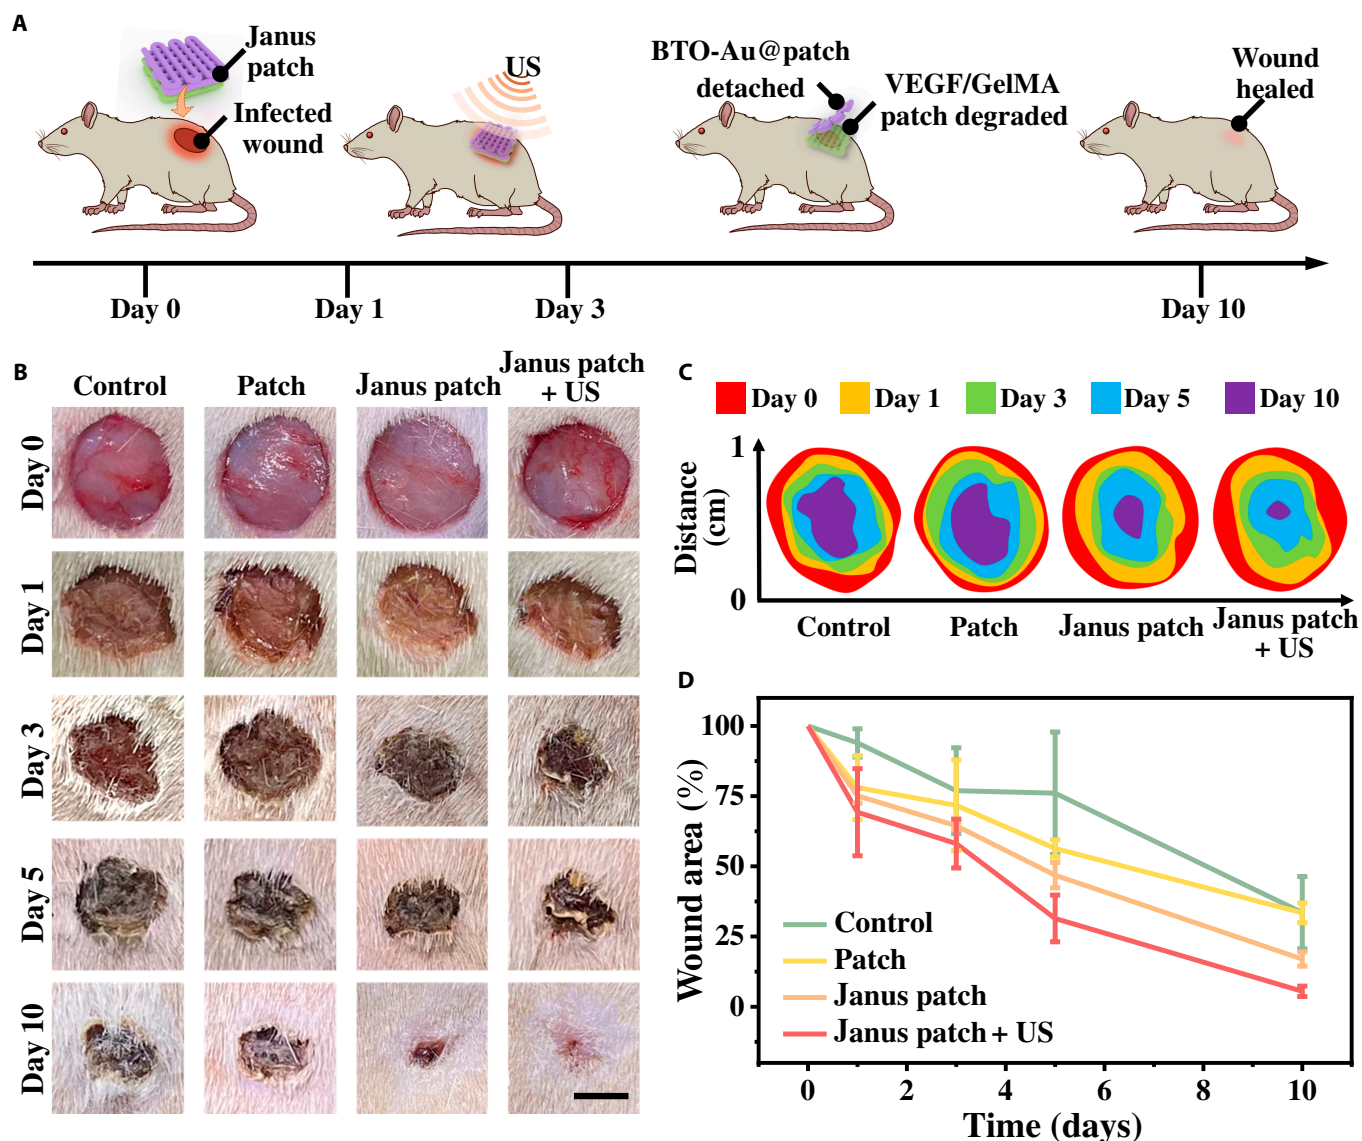 A
Janus
patch
Infected
wound
US
BTO-Au@patch
detached
VEGF/GelMA
patch degraded
Wound
healed
Day 0
Day 1
Day 3
Day 10
B
Control
Patch
Janus patch
Janus patch
+ US
Day 0
Day 1
Day 3
Day 5
Day 10
C
Day 0
Day 1
Day 3
Day 5
Day 10
Distance
(cm)
1
0
Control
Patch
Janus patch
Janus patch
+ US
D
Wound area (%)
100
75
50
25
0
Control
Patch
Janus patch
Janus patch + US
0
2
4
6
8
10
Time (days)